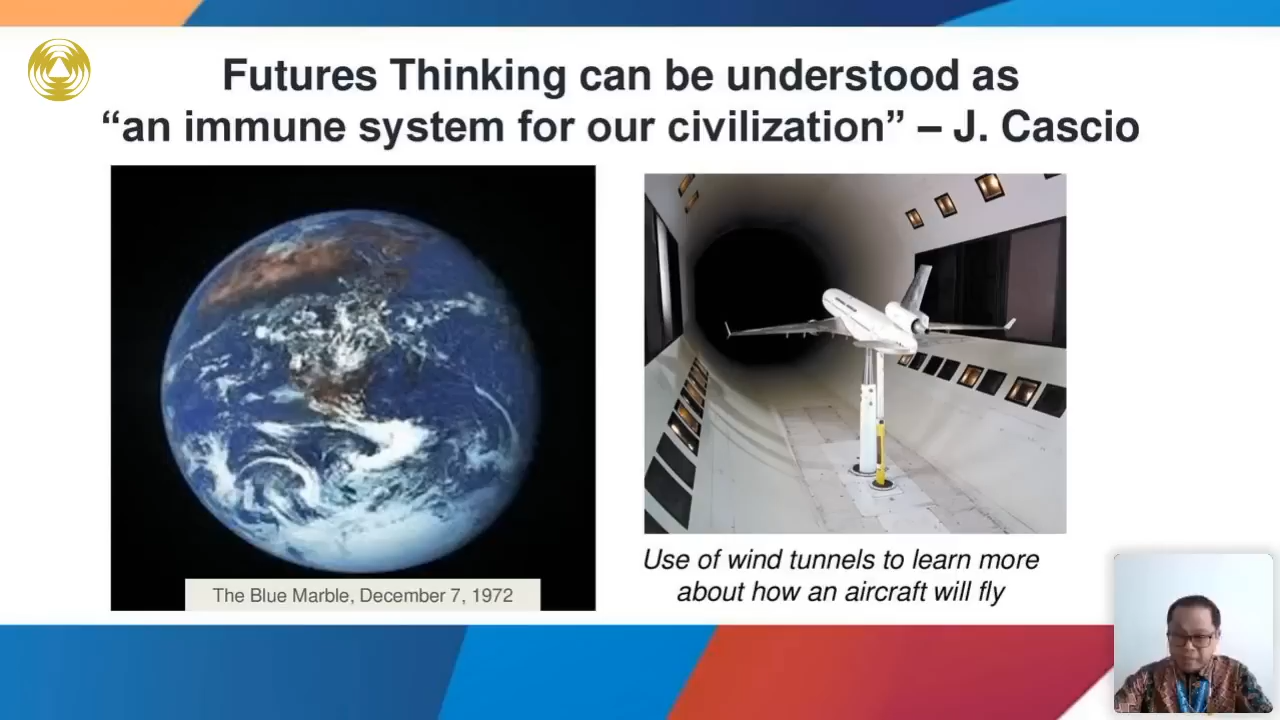 Futures Thinking can be understood as
“an immune system for our civilization” – J. Cascio
The Blue Marble, December 7, 1972
Use of wind tunnels to learn more
about how an aircraft will fly